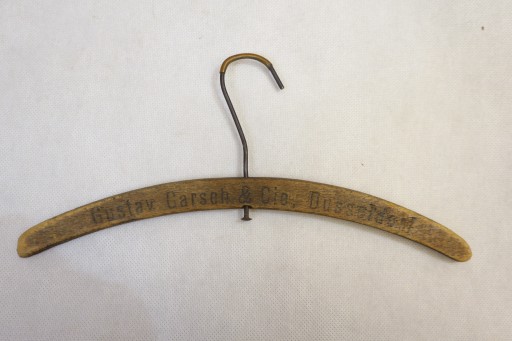 Gustav Carsch & Cie, Düsseldorf